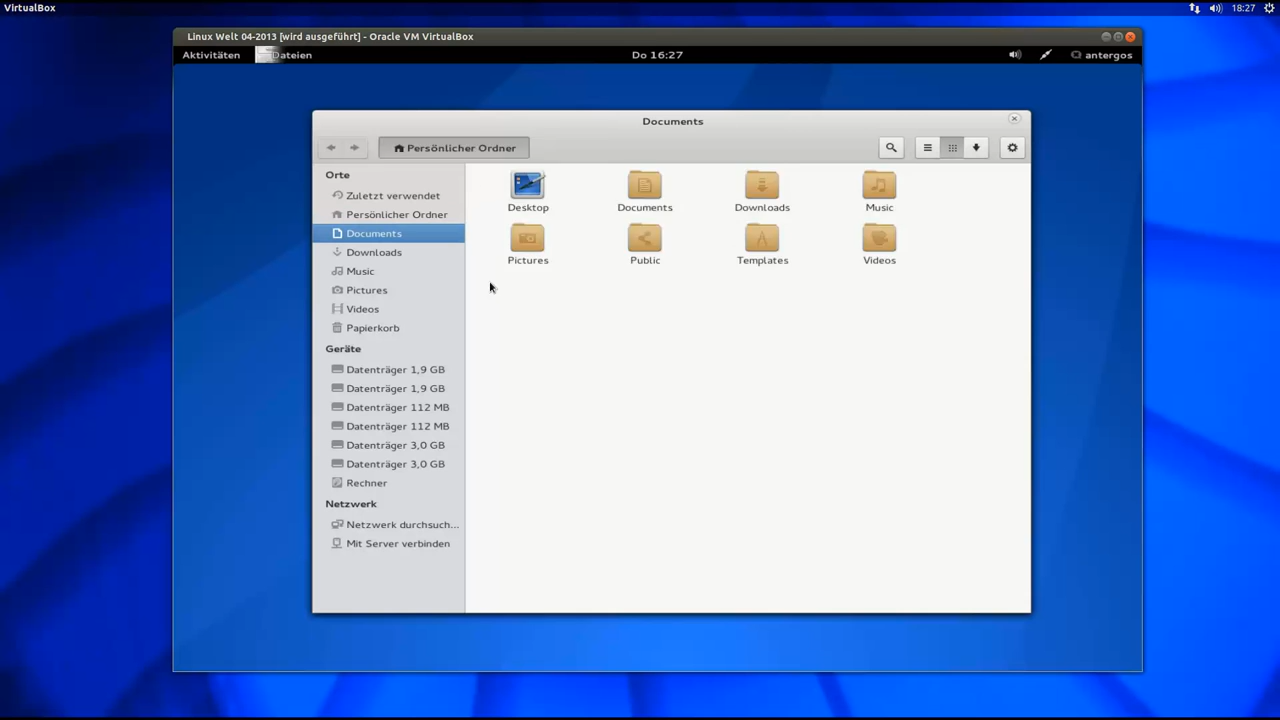 VirtualBox 18:27
Linux Welt 04-2013 [wird ausgeführt] - Oracle VM VirtualBox
Aktivitäten Dateien Do 16:27 antergos
Documents
Persönlicher Ordner
Orte
Zuletzt verwendet
Persönlicher Ordner
Documents
Downloads
Music
Pictures
Videos
Papierkorb
Geräte
Datenträger 1,9 GB
Datenträger 1,9 GB
Datenträger 112 MB
Datenträger 112 MB
Datenträger 3,0 GB
Datenträger 3,0 GB
Rechner
Netzwerk
Netzwerk durchsuch...
Mit Server verbinden
Desktop Documents Downloads Music
Pictures Public Templates Videos